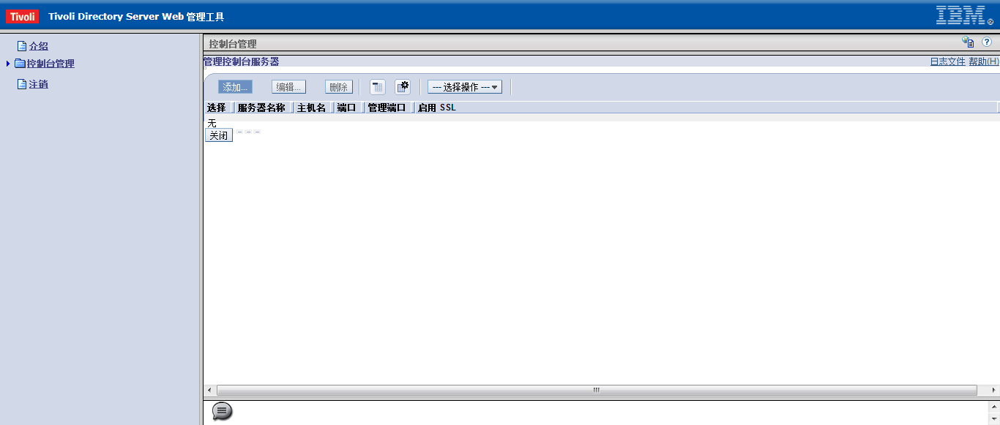 Tivoli Tivoli Directory Server Web 管理工具 IBM
介绍
控制台管理
注销
控制台管理
管理控制台服务器 日志文件 帮助(H)
添加... 编辑... 删除 --- 选择操作 ---
选择 服务器名称 主机名 端口 管理端口 启用 SSL
无
关闭